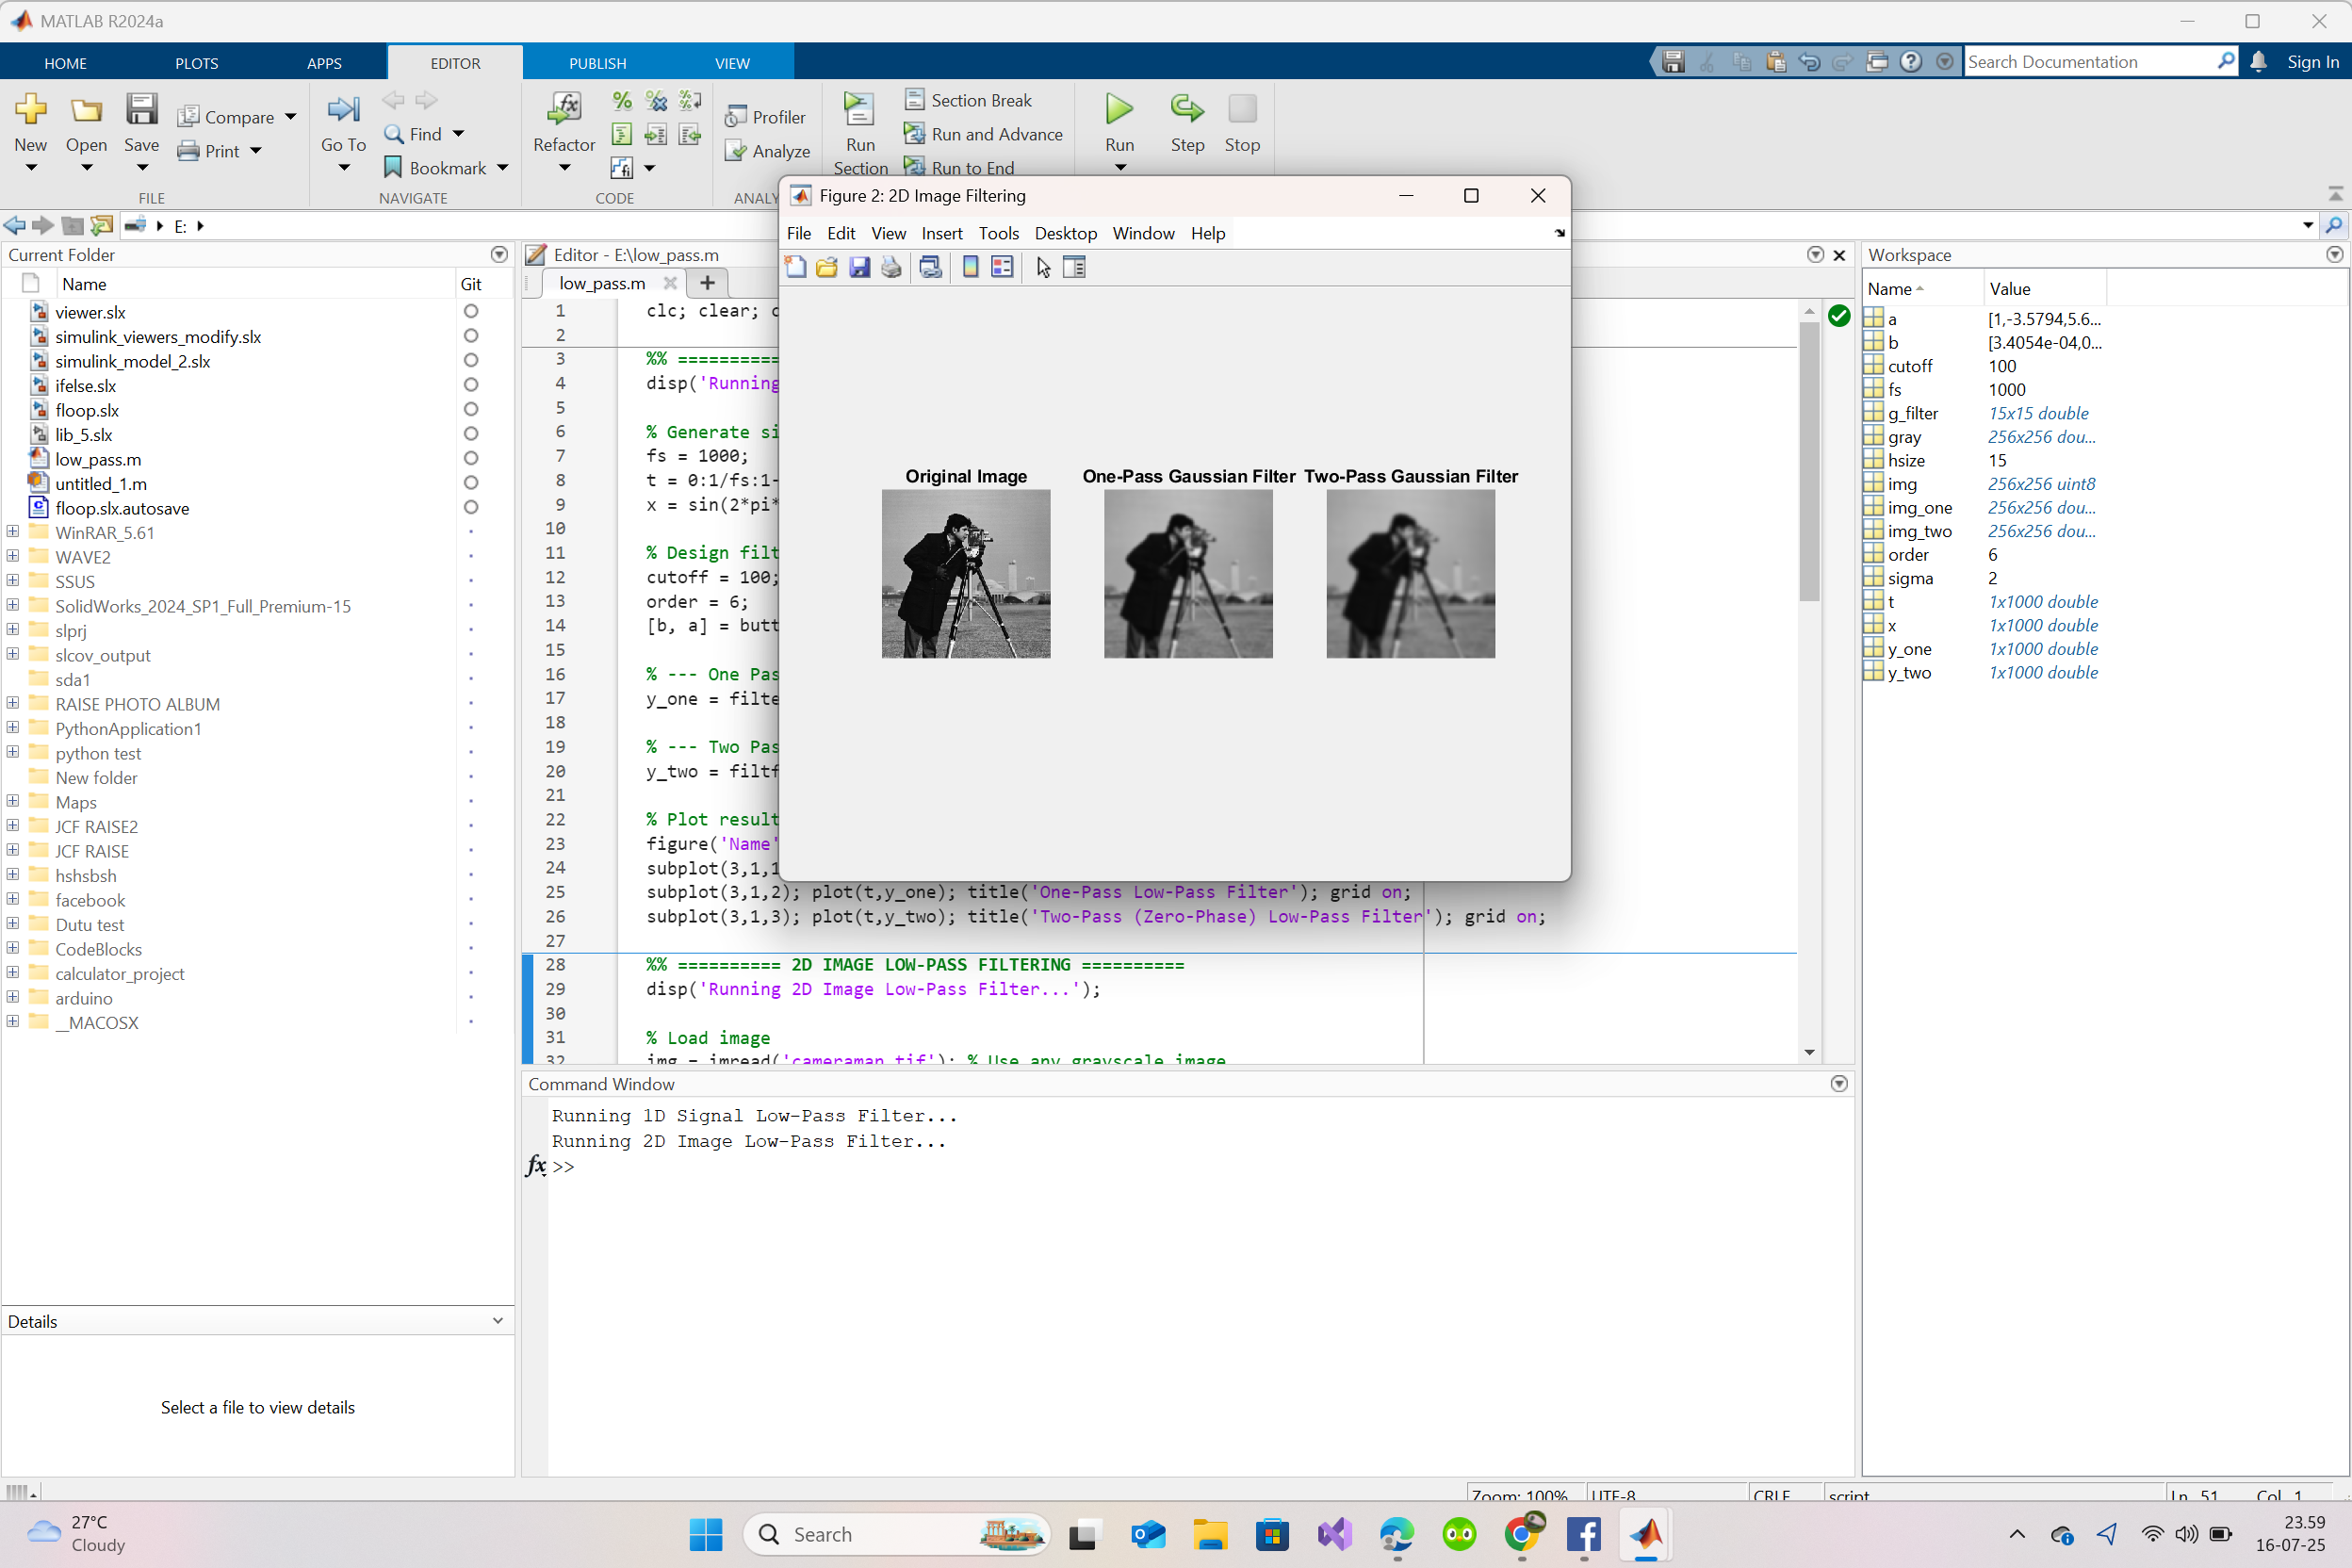 MATLAB R2024a
HOME PLOTS APPS EDITOR PUBLISH VIEW Search Documentation Sign In
New Open Save Compare Print
FILE
Go To Find Bookmark
NAVIGATE
Refactor
CODE
Profiler
Analyze
ANALY
Run Section
Section Break
Run and Advance
Run to End
Run Step Stop
E:
Current Folder
Name Git
viewer.slx
simulink_viewers_modify.slx
simulink_model_2.slx
ifelse.slx
floop.slx
lib_5.slx
low_pass.m
untitled_1.m
floop.slx.autosave
WinRAR_5.61
WAVE2
SSUS
SolidWorks_2024_SP1_Full_Premium-15
slprj
slcov_output
sda1
RAISE PHOTO ALBUM
PythonApplication1
python test
New folder
Maps
JCF RAISE2
JCF RAISE
hshsbsh
facebook
Dutu test
CodeBlocks
calculator_project
arduino
__MACOSX
Details
Select a file to view details
Editor - E:\low_pass.m
low_pass.m
1 clc; clear; c
2
3 %% ==========
4 disp('Running
5
6 % Generate si
7 fs = 1000;
8 t = 0:1/fs:1-
9 x = sin(2*pi*
10
11 % Design filt
12 cutoff = 100;
13 order = 6;
14 [b, a] = butt
15
16 % --- One Pas
17 y_one = filte
18
19 % --- Two Pas
20 y_two = filtf
21
22 % Plot result
23 figure('Name'
24 subplot(3,1,1
25 subplot(3,1,2); plot(t,y_one); title('One-Pass Low-Pass Filter'); grid on;
26 subplot(3,1,3); plot(t,y_two); title('Two-Pass (Zero-Phase) Low-Pass Filter'); grid on;
27
28 %% ========== 2D IMAGE LOW-PASS FILTERING ==========
29 disp('Running 2D Image Low-Pass Filter...');
30
31 % Load image
32 img = imread('cameraman.tif'); % Use any grayscale image
Figure 2: 2D Image Filtering
File Edit View Insert Tools Desktop Window Help
Original Image One-Pass Gaussian Filter Two-Pass Gaussian Filter
Command Window
Running 1D Signal Low-Pass Filter...
Running 2D Image Low-Pass Filter...
fx >>
Workspace
Name Value
a [1,-3.5794,5.6...
b [3.4054e-04,0...
cutoff 100
fs 1000
g_filter 15x15 double
gray 256x256 dou...
hsize 15
img 256x256 uint8
img_one 256x256 dou...
img_two 256x256 dou...
order 6
sigma 2
t 1x1000 double
x 1x1000 double
y_one 1x1000 double
y_two 1x1000 double
Zoom: 100% UTF-8 CRLF script Ln 51 Col 1
27°C
Cloudy
Search
23.59
16-07-25